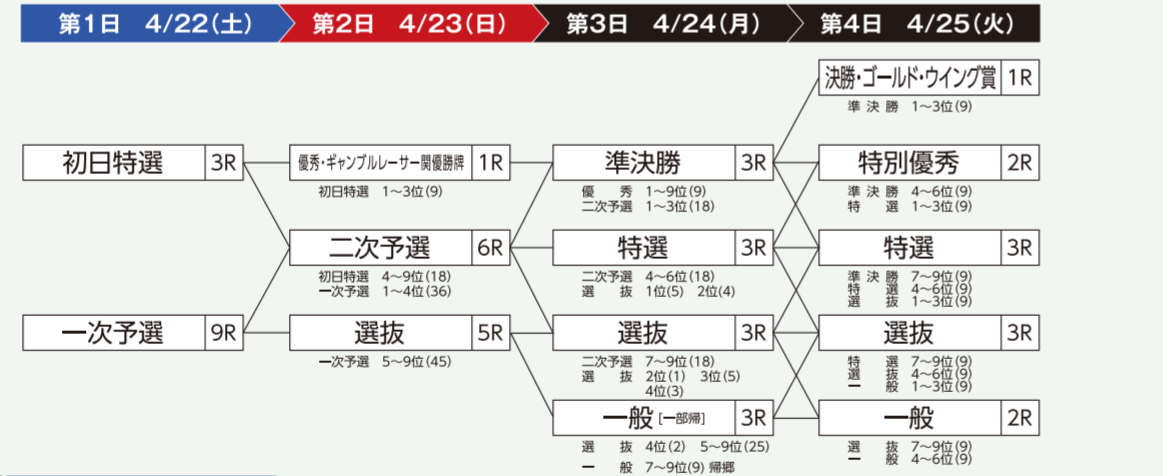 第1日 4/22(土)
第2日 4/23(日)
第3日 4/24(月)
第4日 4/25(火)
決勝・ゴールド・ウイング賞 1R
準決勝 1〜3位(9)
初日特選 3R
優秀・ギャンブルレーサー関優勝牌 1R
初日特選 1〜3位(9)
準決勝 3R
優秀 1〜9位(9)
二次予選 1〜3位(18)
特別優秀 2R
準決勝 4〜6位(9)
特選 1〜3位(9)
二次予選 6R
初日特選 4〜9位(18)
一次予選 1〜4位(36)
特選 3R
二次予選 4〜6位(18)
選抜 1位(5) 2位(4)
特選 3R
準決勝 7〜9位(9)
特選 4〜6位(9)
選抜 1〜3位(9)
一次予選 9R
選抜 5R
一次予選 5〜9位(45)
選抜 3R
二次予選 7〜9位(18)
選抜 2位(1) 3位(5)
4位(3)
選抜 3R
特選 7〜9位(9)
選抜 4〜6位(9)
一般 1〜3位(9)
一般[一部帰] 3R
選抜 4位(2) 5〜9位(25)
一般 7〜9位(9)帰郷
一般 2R
選抜 7〜9位(9)
一般 4〜6位(9)